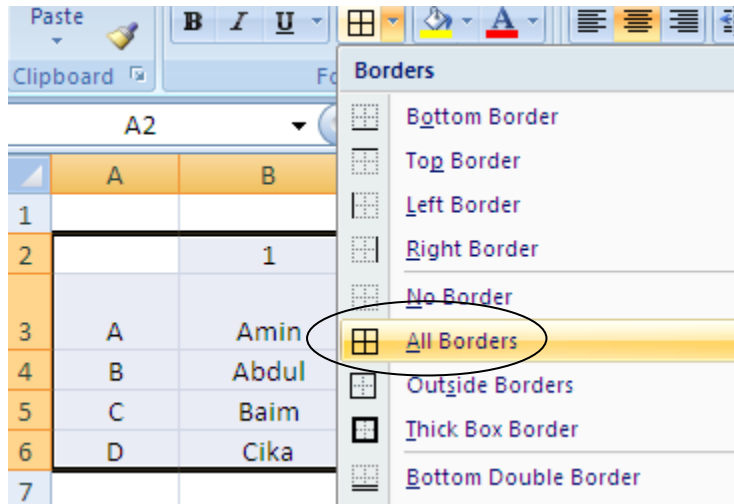 Paste
B I U A
Clipboard
Borders
A2
Bottom Border
Top Border
Left Border
Right Border
No Border
All Borders
Outside Borders
Thick Box Border
Bottom Double Border
A B
1
2 1
3 A Amin
4 B Abdul
5 C Baim
6 D Cika
7